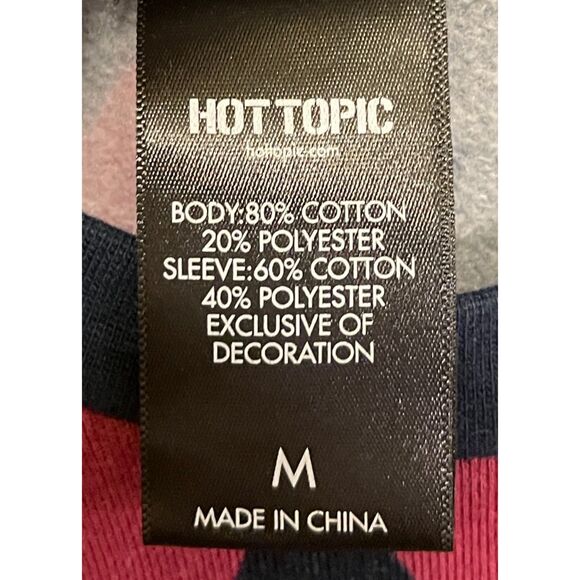 HOT TOPIC
hottopic.com
BODY:80% COTTON
20% POLYESTER
SLEEVE:60% COTTON
40% POLYESTER
EXCLUSIVE OF
DECORATION
M
MADE IN CHINA